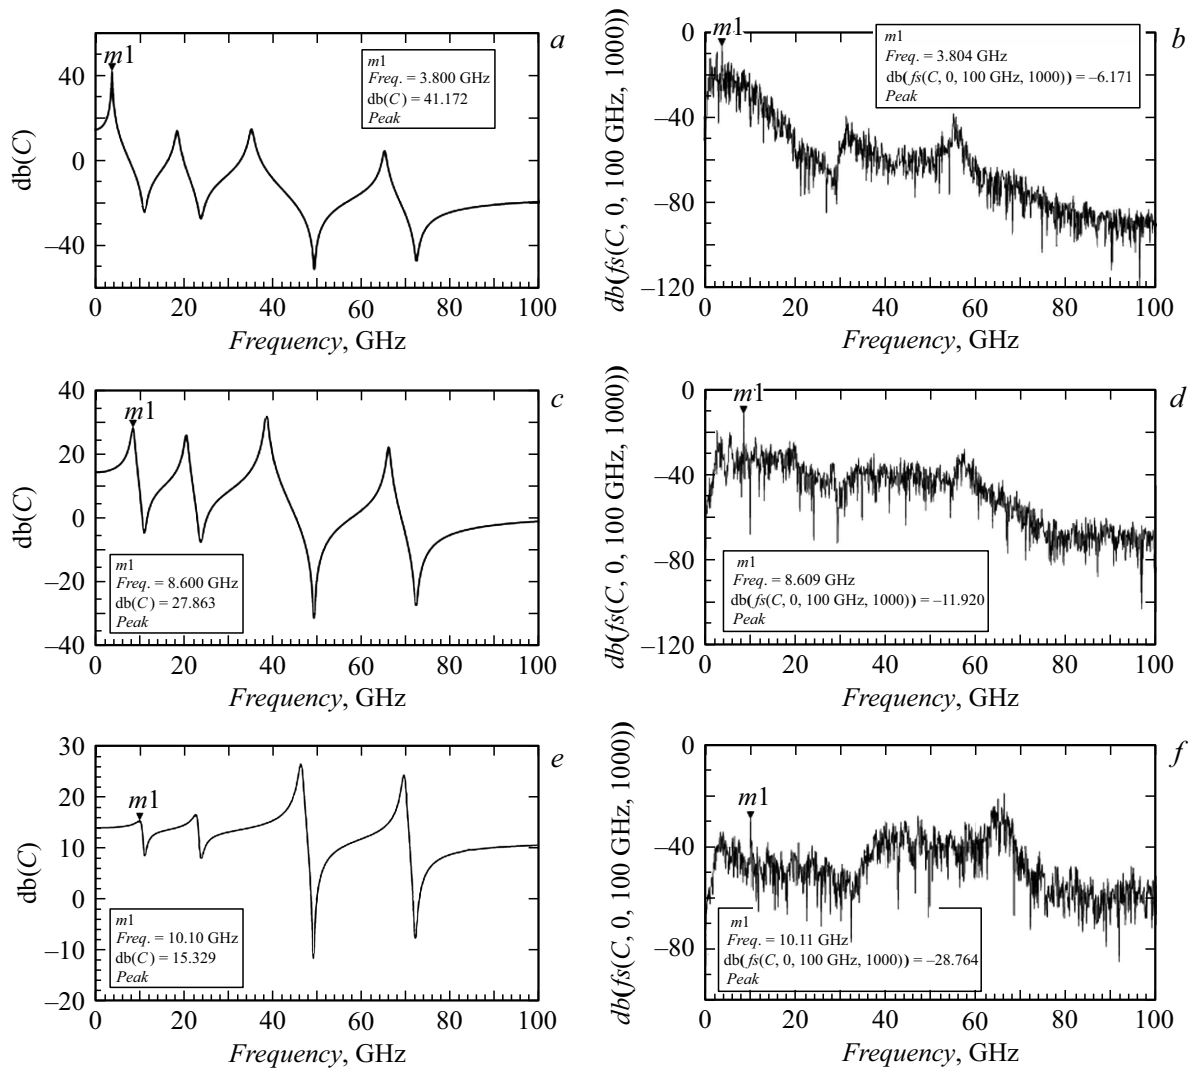 a
m1
40
0
–40
db(C)
m1
Freq. = 3.800 GHz
db(C) = 41.172
Peak
0 20 40 60 80 100
Frequency, GHz
b
m1
0
–40
–80
–120
db(fs(C, 0, 100 GHz, 1000))
m1
Freq. = 3.804 GHz
db(fs(C, 0, 100 GHz, 1000)) = –6.171
Peak
0 20 40 60 80 100
Frequency, GHz
c
m1
40
20
0
–20
–40
db(C)
m1
Freq. = 8.600 GHz
db(C) = 27.863
Peak
0 20 40 60 80 100
Frequency, GHz
d
m1
0
–40
–80
–120
db(fs(C, 0, 100 GHz, 1000))
m1
Freq. = 8.609 GHz
db(fs(C, 0, 100 GHz, 1000)) = –11.920
Peak
0 20 40 60 80 100
Frequency, GHz
e
m1
30
20
10
0
–10
–20
db(C)
m1
Freq. = 10.10 GHz
db(C) = 15.329
Peak
0 20 40 60 80 100
Frequency, GHz
f
m1
0
–40
–80
db(fs(C, 0, 100 GHz, 1000))
m1
Freq. = 10.11 GHz
db(fs(C, 0, 100 GHz, 1000)) = –28.764
Peak
0 20 40 60 80 100
Frequency, GHz